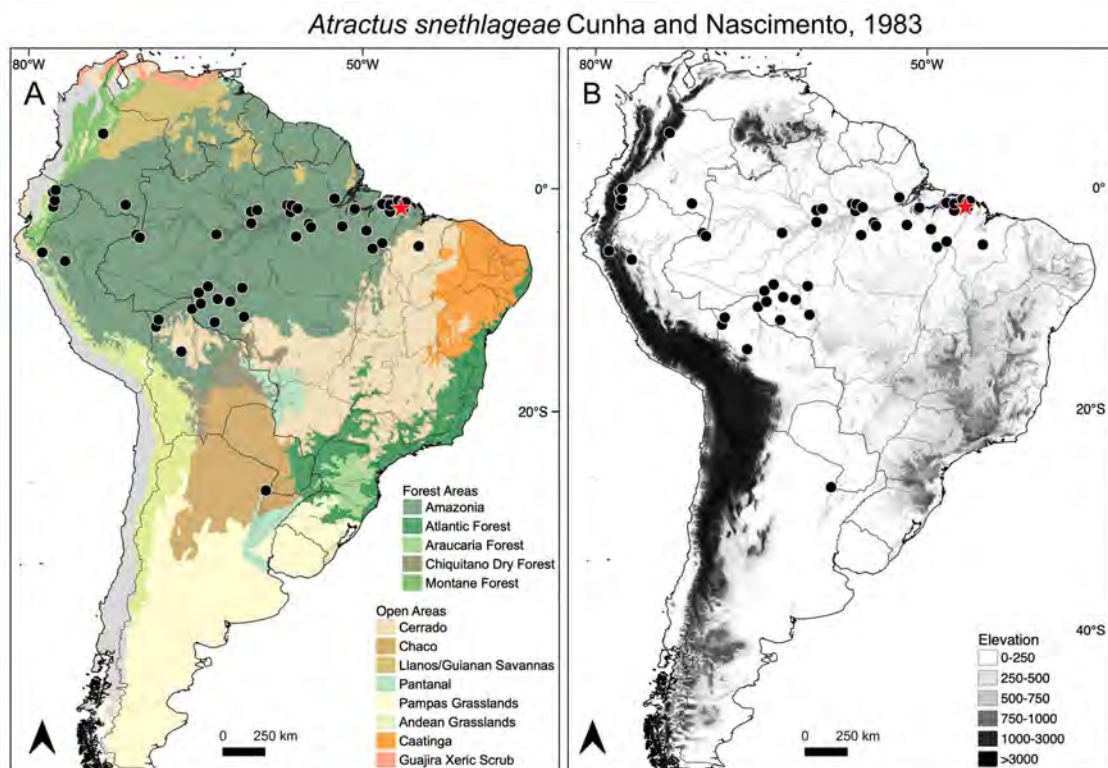 Atractus snethlageae Cunha and Nascimento, 1983
80°W
50°W
A
0°
20°S
Forest Areas
Amazonia
Atlantic Forest
Araucaria Forest
Chiquitano Dry Forest
Montane Forest
Open Areas
Cerrado
Chaco
Llanos/Guianan Savannas
Pantanal
Pampas Grasslands
Andean Grasslands
Caatinga
Guajira Xeric Scrub
0 250 km
80°W
50°W
B
0°
20°S
40°S
Elevation
0-250
250-500
500-750
750-1000
1000-3000
>3000
0 250 km